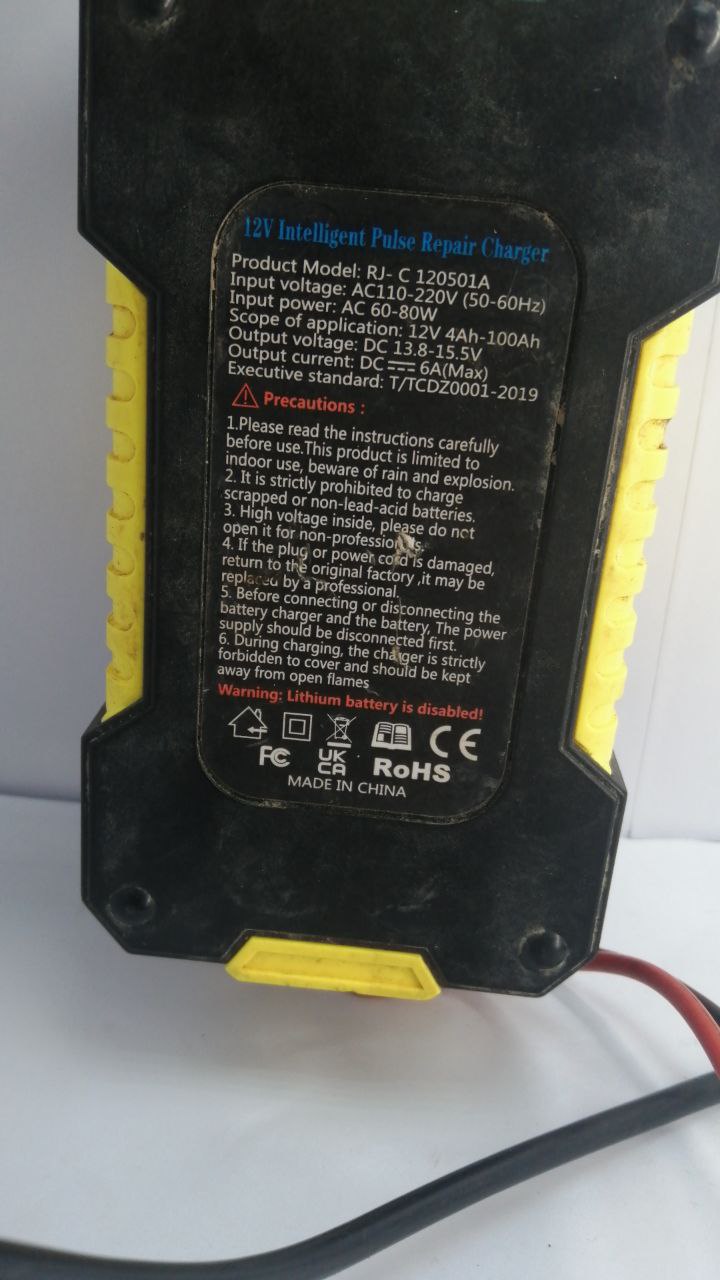 12V Intelligent Pulse Repair Charger
Product Model: RJ- C 120501A
Input voltage: AC110-220V (50-60Hz)
Input power: AC 60-80W
Scope of application: 12V 4Ah-100Ah
Output voltage: DC 13.8-15.5V
Output current: DC 6A(Max)
Executive standard: T/TCDZ0001-2019
Precautions :
1.Please read the instructions carefully
before use.This product is limited to
indoor use, beware of rain and explosion.
2. It is strictly prohibited to charge
scrapped or non-lead-acid batteries.
3. High voltage inside, please do not
open it for non-professionals.
4. If the plug or power cord is damaged,
return to the original factory ,it may be
replaced by a professional.
5. Before connecting or disconnecting the
battery charger and the battery, The power
supply should be disconnected first.
6. During charging, the charger is strictly
forbidden to cover and should be kept
away from open flames
Warning: Lithium battery is disabled!
CE
FC
UK
CA
RoHS
MADE IN CHINA